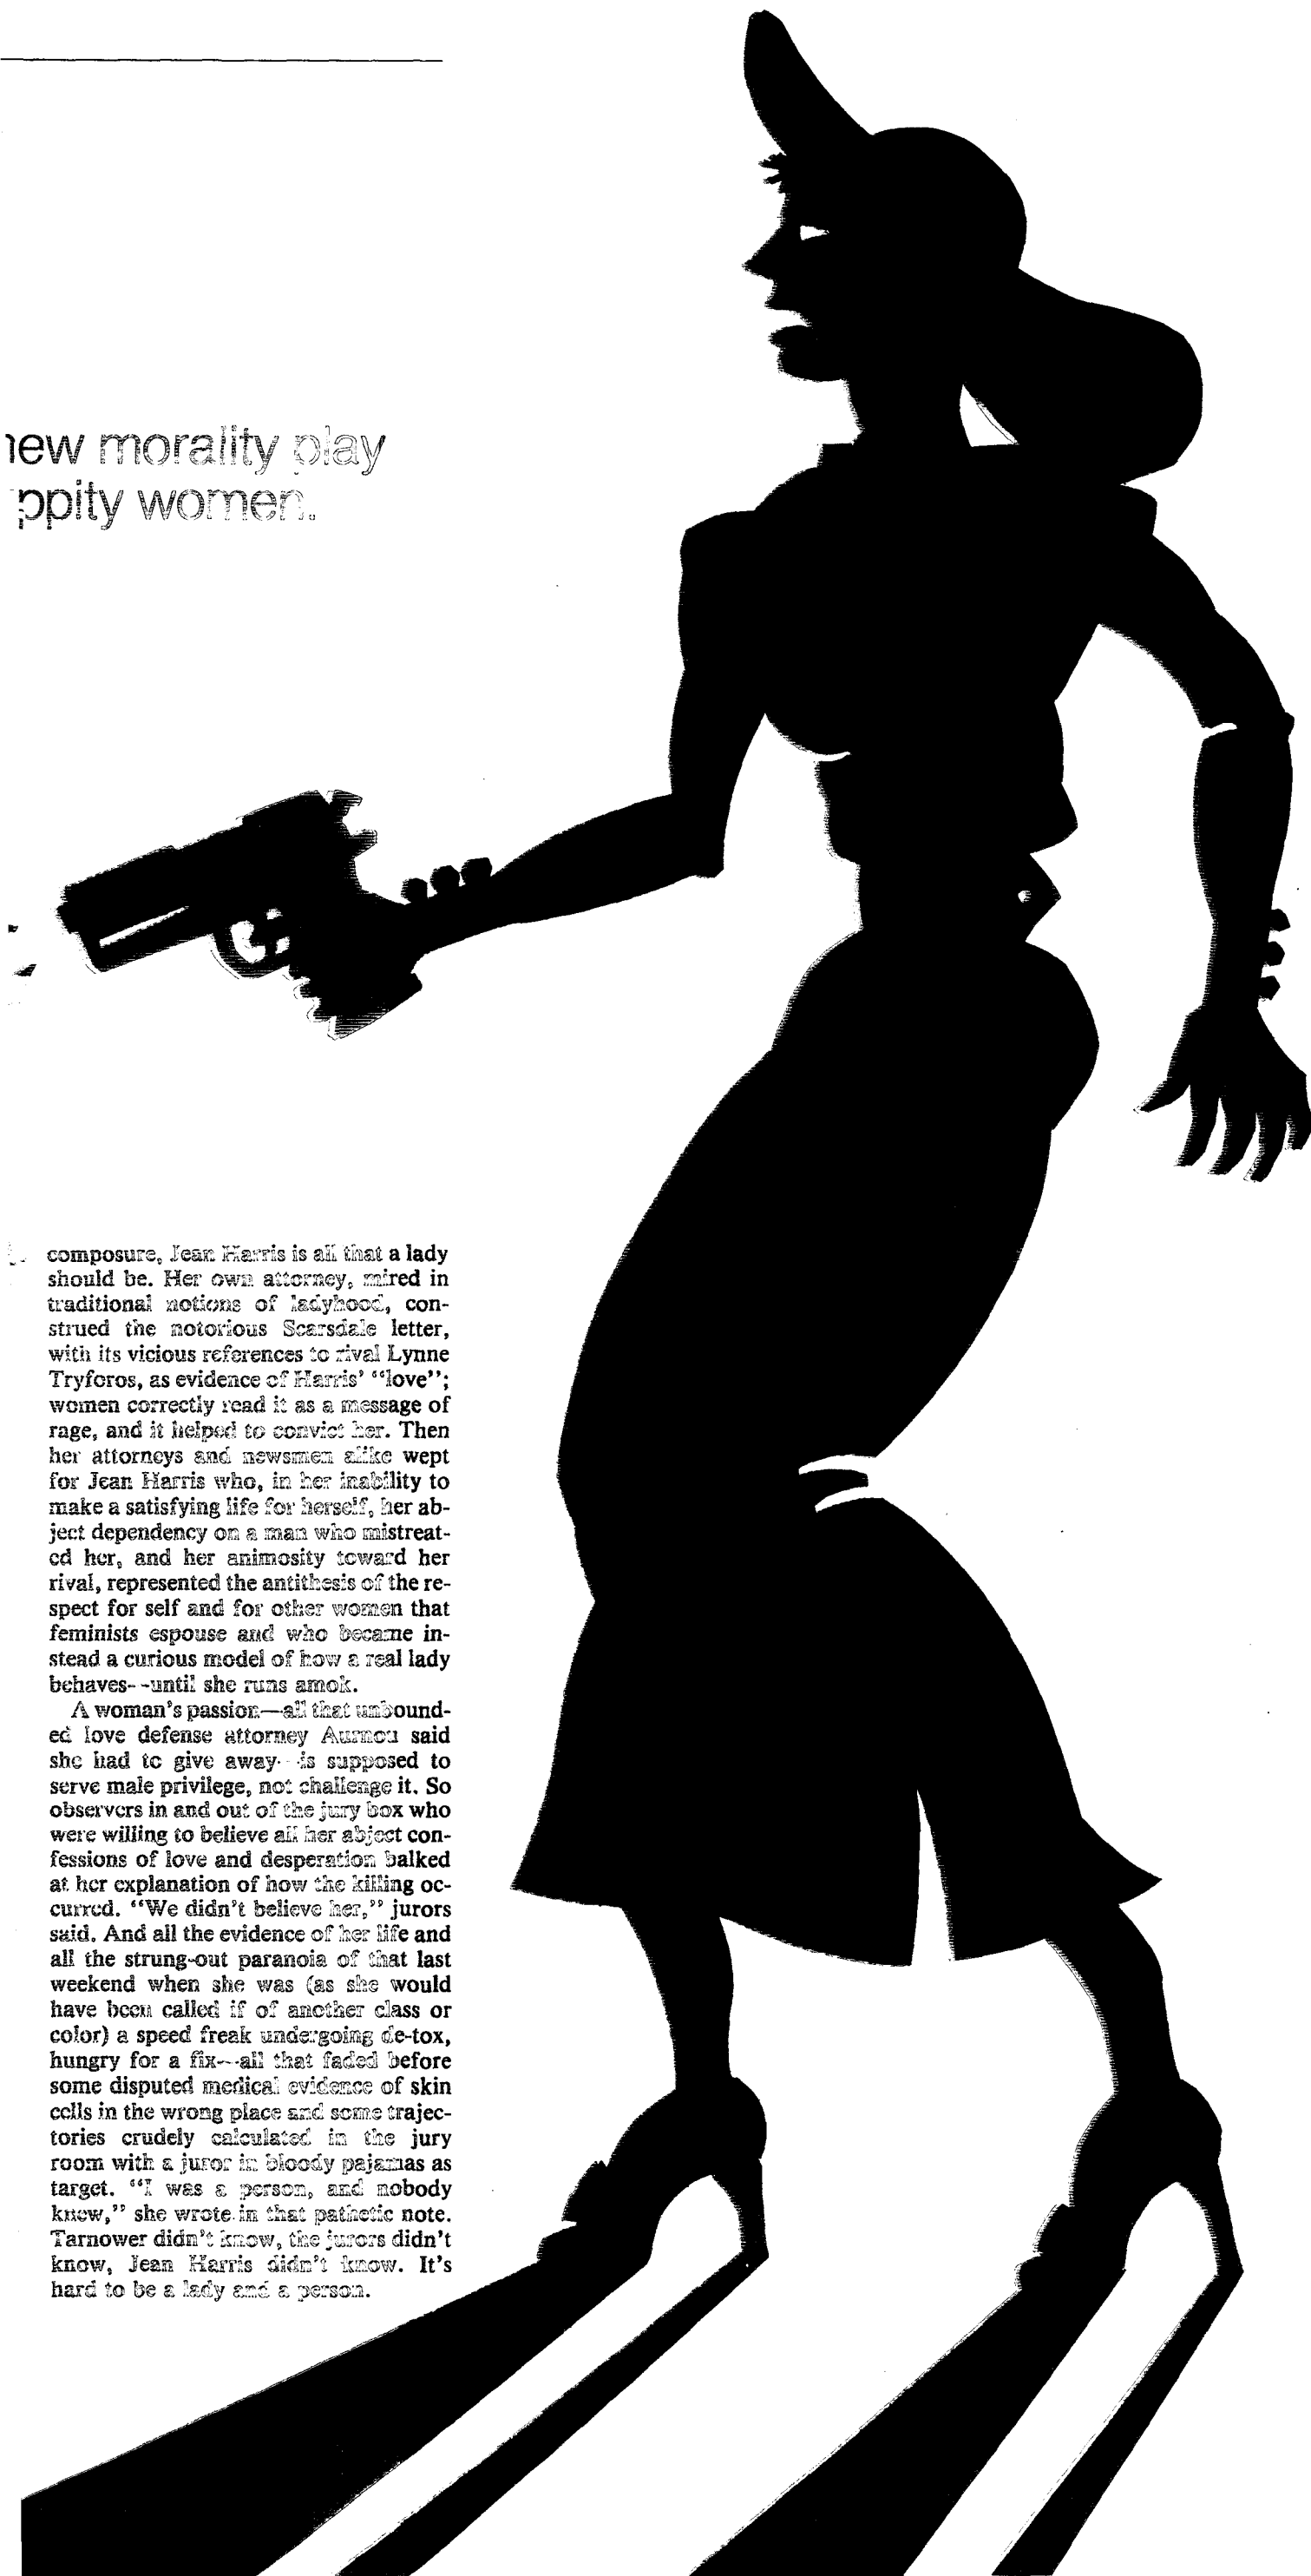 new morality play
ppity women.
composure, Jean Harris is all that a lady
should be. Her own attorney, mired in
traditional notions of ladyhood, con-
strued the notorious Scarsdale letter,
with its vicious references to rival Lynne
Tryforos, as evidence of Harris' “love”;
women correctly read it as a message of
rage, and it helped to convict her. Then
her attorneys and newsmen alike wept
for Jean Harris who, in her inability to
make a satisfying life for herself, her ab-
ject dependency on a man who mistreat-
ed her, and her animosity toward her
rival, represented the antithesis of the re-
spect for self and for other women that
feminists espouse and who became in-
stead a curious model of how a real lady
behaves--until she runs amok.
A woman's passion—all that unbound-
ed love defense attorney Aurnou said
she had to give away--is supposed to
serve male privilege, not challenge it. So
observers in and out of the jury box who
were willing to believe all her abject con-
fessions of love and desperation balked
at her explanation of how the killing oc-
curred. “We didn't believe her,” jurors
said. And all the evidence of her life and
all the strung-out paranoia of that last
weekend when she was (as she would
have been called if of another class or
color) a speed freak undergoing de-tox,
hungry for a fix--all that faded before
some disputed medical evidence of skin
cells in the wrong place and some trajec-
tories crudely calculated in the jury
room with a juror in bloody pajamas as
target. “I was a person, and nobody
knew,” she wrote in that pathetic note.
Tarnower didn't know, the jurors didn't
know, Jean Harris didn't know. It's
hard to be a lady and a person.